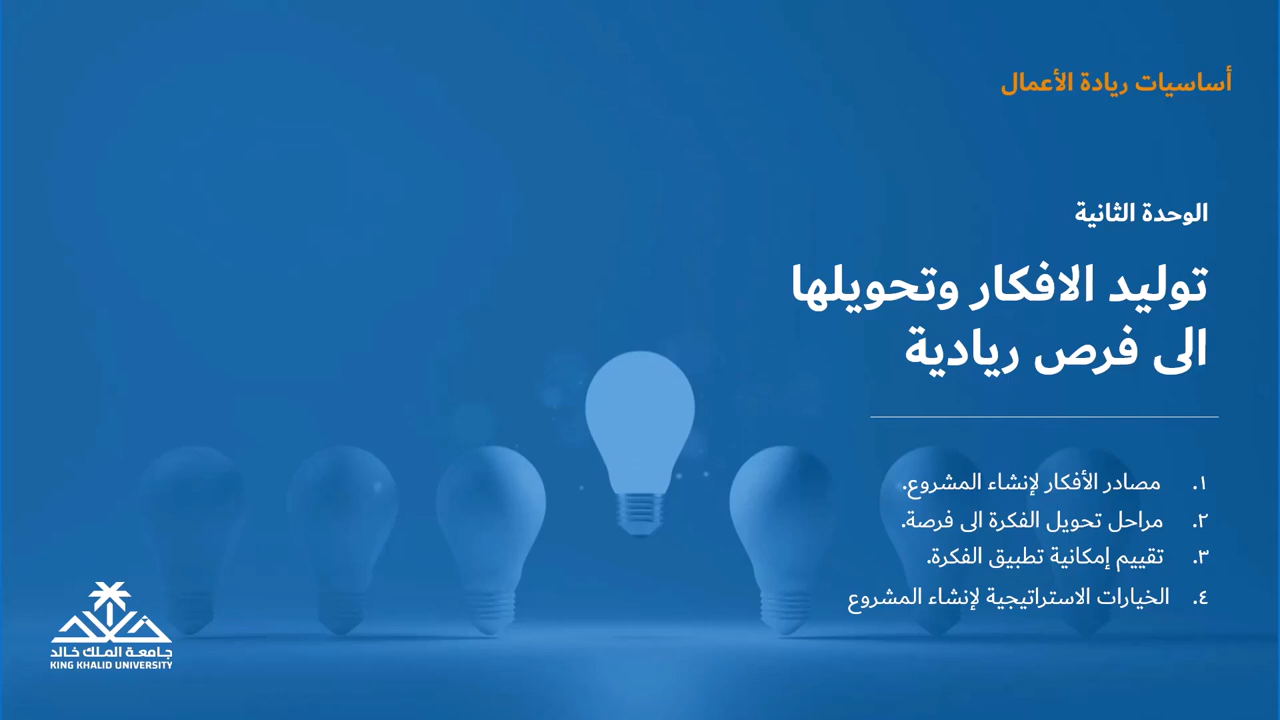 أساسيات ريادة الأعمال
الوحدة الثانية
توليد الافكار وتحويلها
الى فرص ريادية
١. مصادر الأفكار لإنشاء المشروع.
٢. مراحل تحويل الفكرة الى فرصة.
٣. تقييم إمكانية تطبيق الفكرة.
٤. الخيارات الاستراتيجية لإنشاء المشروع
جامعة الملك خالد
KING KHALID UNIVERSITY